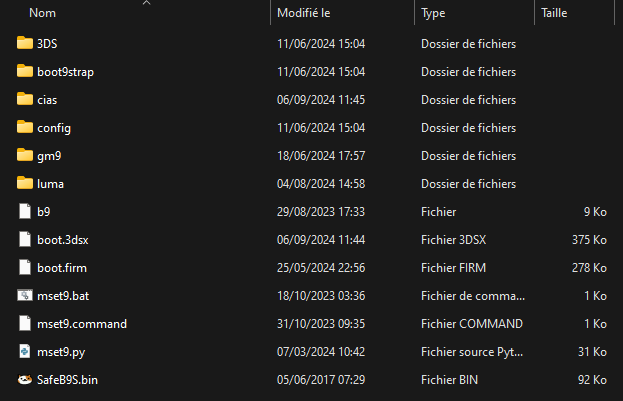 Nom Modifié le Type Taille
3DS 11/06/2024 15:04 Dossier de fichiers
boot9strap 11/06/2024 15:04 Dossier de fichiers
cias 06/09/2024 11:45 Dossier de fichiers
config 11/06/2024 15:04 Dossier de fichiers
gm9 18/06/2024 17:57 Dossier de fichiers
luma 04/08/2024 14:58 Dossier de fichiers
b9 29/08/2023 17:33 Fichier 9 Ko
boot.3dsx 06/09/2024 11:44 Fichier 3DSX 375 Ko
boot.firm 25/05/2024 22:56 Fichier FIRM 278 Ko
mset9.bat 18/10/2023 03:36 Fichier de comma... 1 Ko
mset9.command 31/10/2023 09:35 Fichier COMMAND 1 Ko
mset9.py 07/03/2024 10:42 Fichier source Pyt... 31 Ko
SafeB9S.bin 05/06/2017 07:29 Fichier BIN 92 Ko